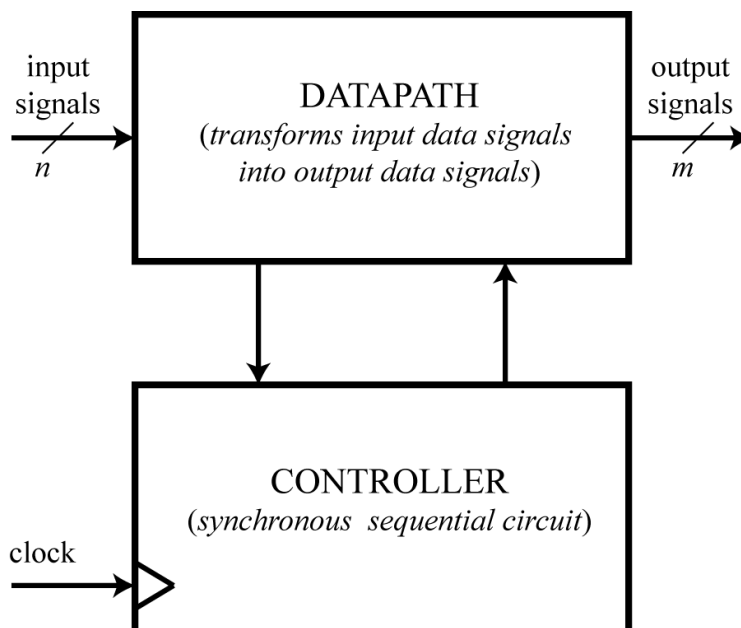 input
signals
n
DATAPATH
(transforms input data signals
into output data signals)
output
signals
m
CONTROLLER
(synchronous sequential circuit)
clock